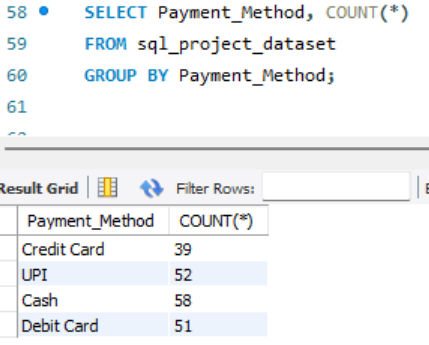 58 SELECT Payment_Method, COUNT(*)
59 FROM sql_project_dataset
60 GROUP BY Payment_Method;
61
Result Grid Filter Rows:
Payment_Method COUNT(*)
Credit Card 39
UPI 52
Cash 58
Debit Card 51